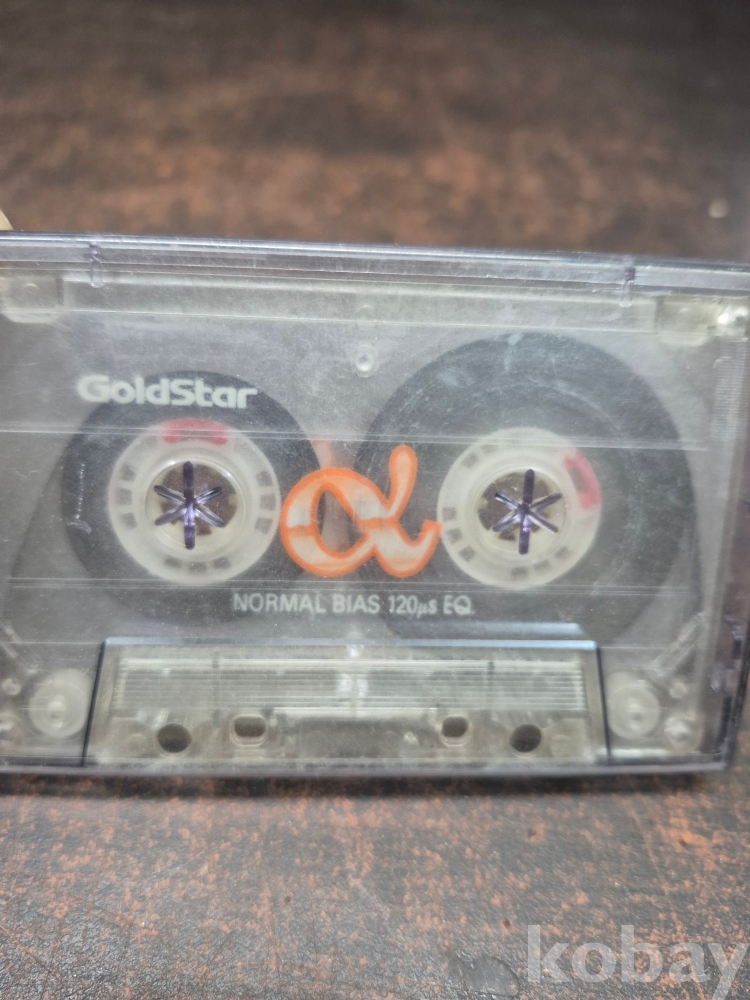 GoldStar
α
NORMAL BIAS 120μs EQ.
kobay